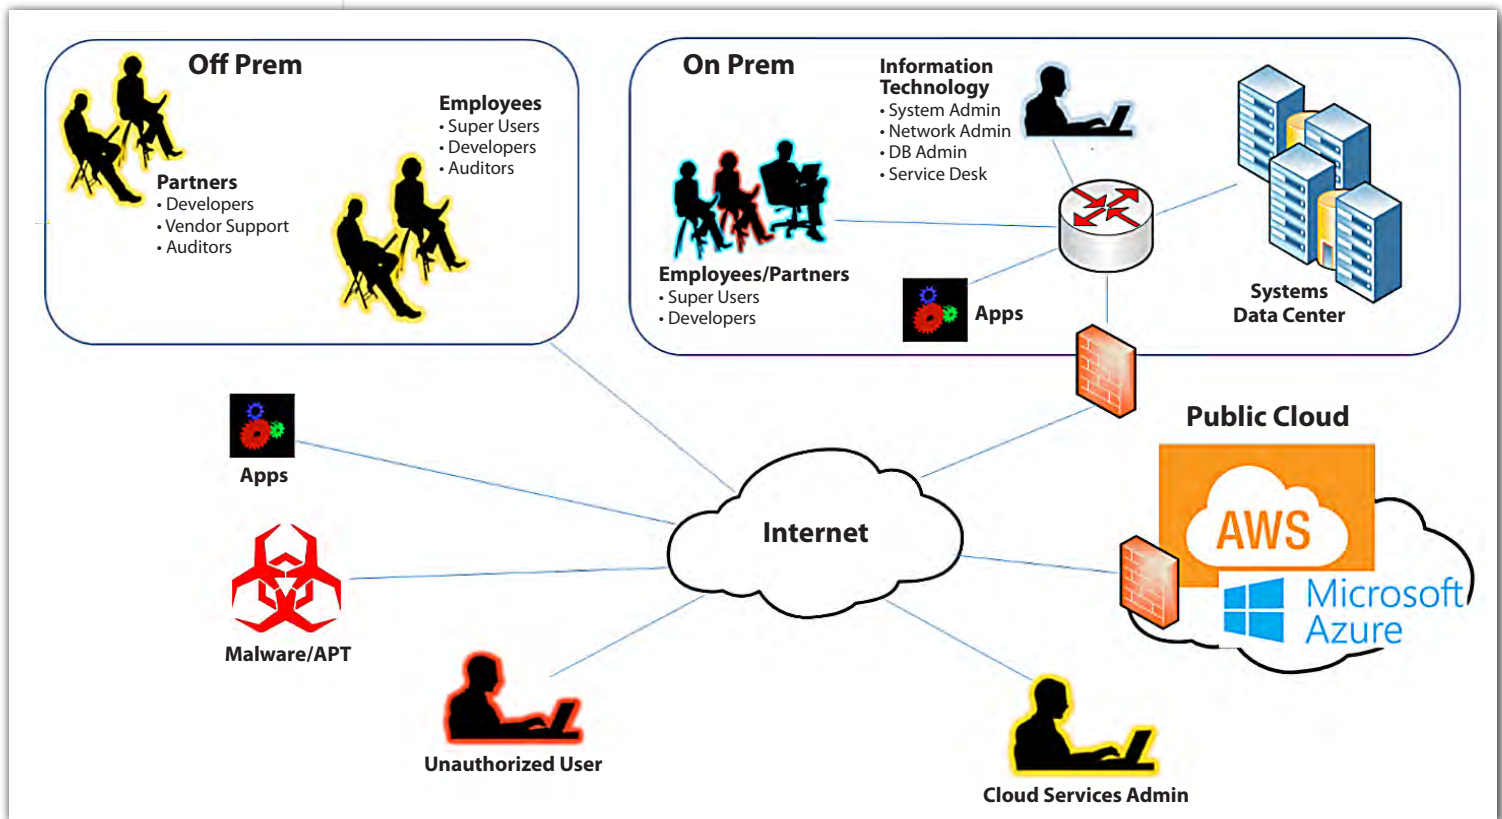 Off Prem
Employees
• Super Users
• Developers
• Auditors
Partners
• Developers
• Vendor Support
• Auditors
On Prem
Information
Technology
• System Admin
• Network Admin
• DB Admin
• Service Desk
Employees/Partners
• Super Users
• Developers
Apps
Systems
Data Center
Apps
Malware/APT
Unauthorized User
Internet
Cloud Services Admin
Public Cloud
AWS
Microsoft
Azure